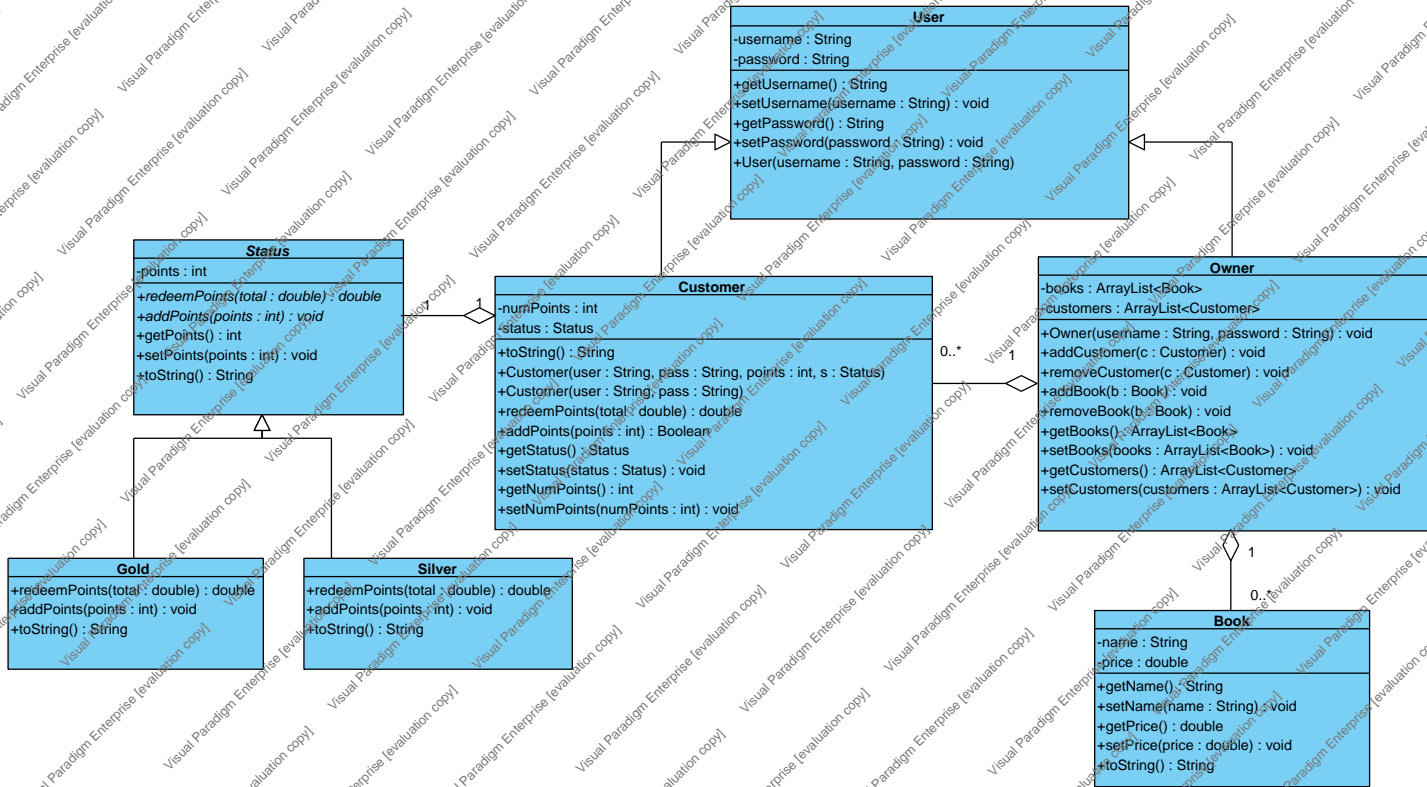 User
-username : String
-password : String
+getUsername() : String
+setUsername(username : String) : void
+getPassword() : String
+setPassword(password : String) : void
+User(username : String, password : String)
Status
-points : int
+redeemPoints(total : double) : double
+addPoints(points : int) : void
+getPoints() : int
+setPoints(points : int) : void
+toString() : String
1
1
Customer
-numPoints : int
-status : Status
+toString() : String
+Customer(user : String, pass : String, points : int, s : Status)
+Customer(user : String, pass : String)
+redeemPoints(total : double) : double
+addPoints(points : int) : Boolean
+getStatus() : Status
+setStatus(status : Status) : void
+getNumPoints() : int
+setNumPoints(numPoints : int) : void
0..*
1
Owner
-books : ArrayList<Book>
-customers : ArrayList<Customer>
+Owner(username : String, password : String) : void
+addCustomer(c : Customer) : void
+removeCustomer(c : Customer) : void
+addBook(b : Book) : void
+removeBook(b : Book) : void
+getBooks() : ArrayList<Book>
+setBooks(books : ArrayList<Book>) : void
+getCustomers() : ArrayList<Customer>
+setCustomers(customers : ArrayList<Customer>) : void
1
0..*
Gold
+redeemPoints(total : double) : double
+addPoints(points : int) : void
+toString() : String
Silver
+redeemPoints(total : double) : double
+addPoints(points : int) : void
+toString() : String
Book
-name : String
-price : double
+getName() : String
+setName(name : String) : void
+getPrice() : double
+setPrice(price : double) : void
+toString() : String
Visual Paradigm Enterprise [evaluation copy]